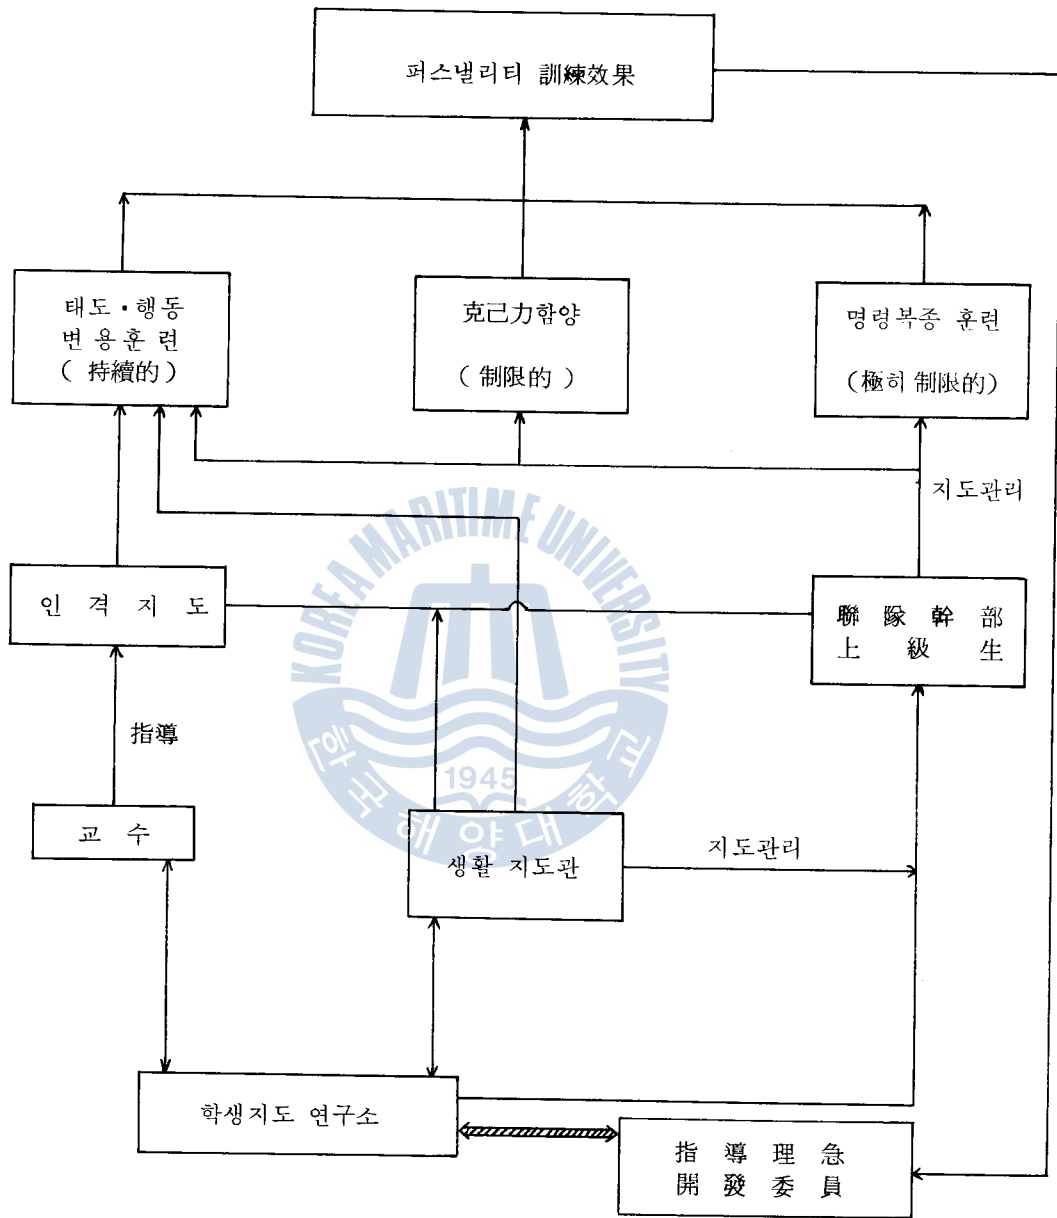 퍼스낼리티 訓練效果
태도·행동
변용훈련
( 持續的 )
克己力함양
( 制限的 )
명령복종 훈련
(極히 制限的)
지도관리
인 격 지 도
聯 隊 幹 部
上 級 生
指導
교 수
생활 지도관
지도관리
학생지도 연구소
指 導 理 急
開 發 委 員
KOREA MARITIME UNIVERSITY
1945
한국해양대학교